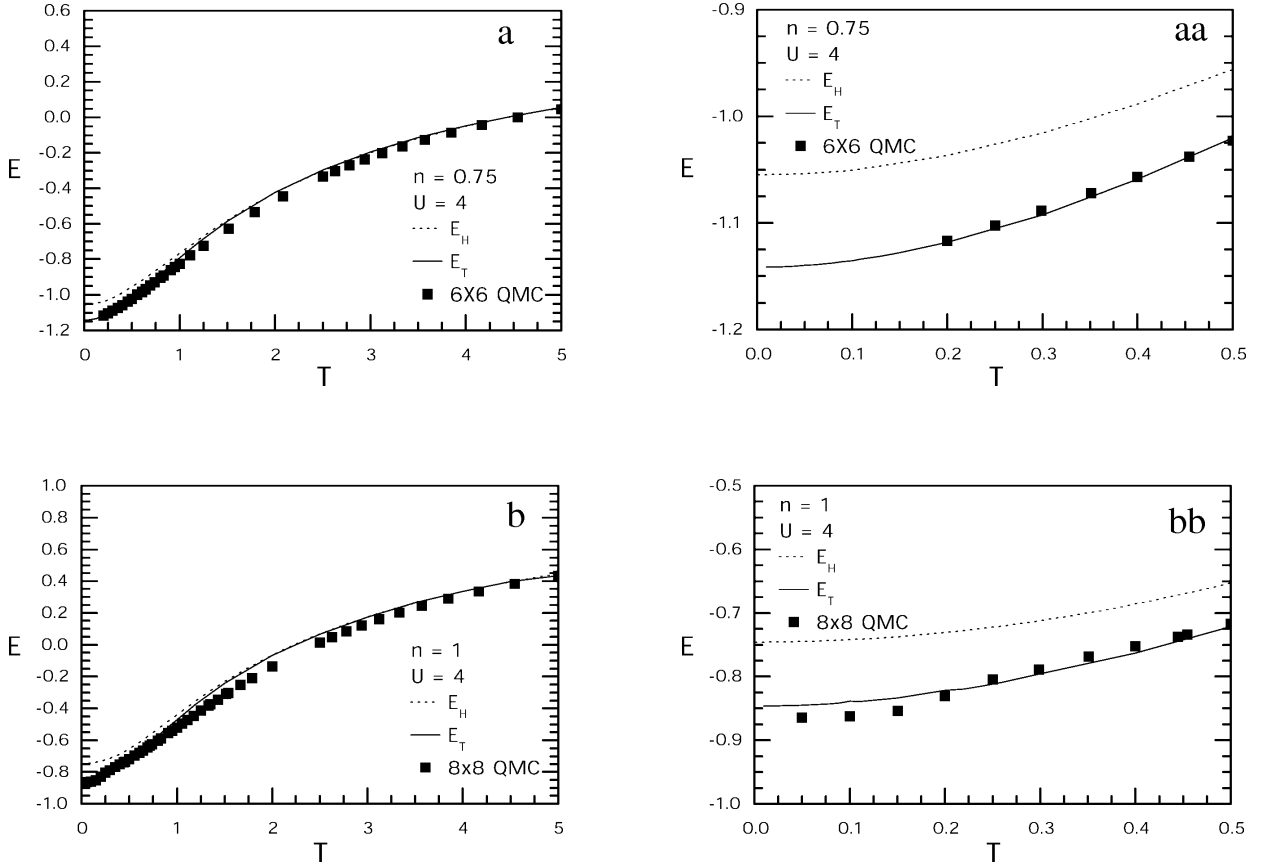 a
0.6
0.4
0.2
0.0
-0.2
-0.4
-0.6
-0.8
-1.0
-1.2
E
n = 0.75
U = 4
E_H
E_T
6X6 QMC
0 1 2 3 4 5
T
aa
-0.9
-1.0
-1.1
-1.2
E
n = 0.75
U = 4
E_H
E_T
6X6 QMC
0.0 0.1 0.2 0.3 0.4 0.5
T
b
1.0
0.8
0.6
0.4
0.2
0.0
-0.2
-0.4
-0.6
-0.8
-1.0
E
n = 1
U = 4
E_H
E_T
8x8 QMC
0 1 2 3 4 5
T
bb
-0.5
-0.6
-0.7
-0.8
-0.9
-1.0
E
n = 1
U = 4
E_H
E_T
8x8 QMC
0.0 0.1 0.2 0.3 0.4 0.5
T